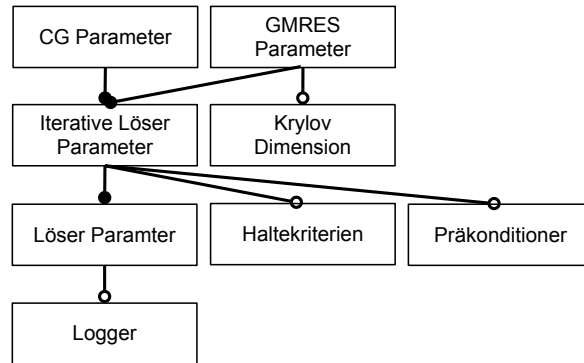 CG Parameter
GMRES
Parameter
Iterative Löser
Parameter
Krylov
Dimension
Löser Paramter
Haltekriterien
Präkonditioner
Logger